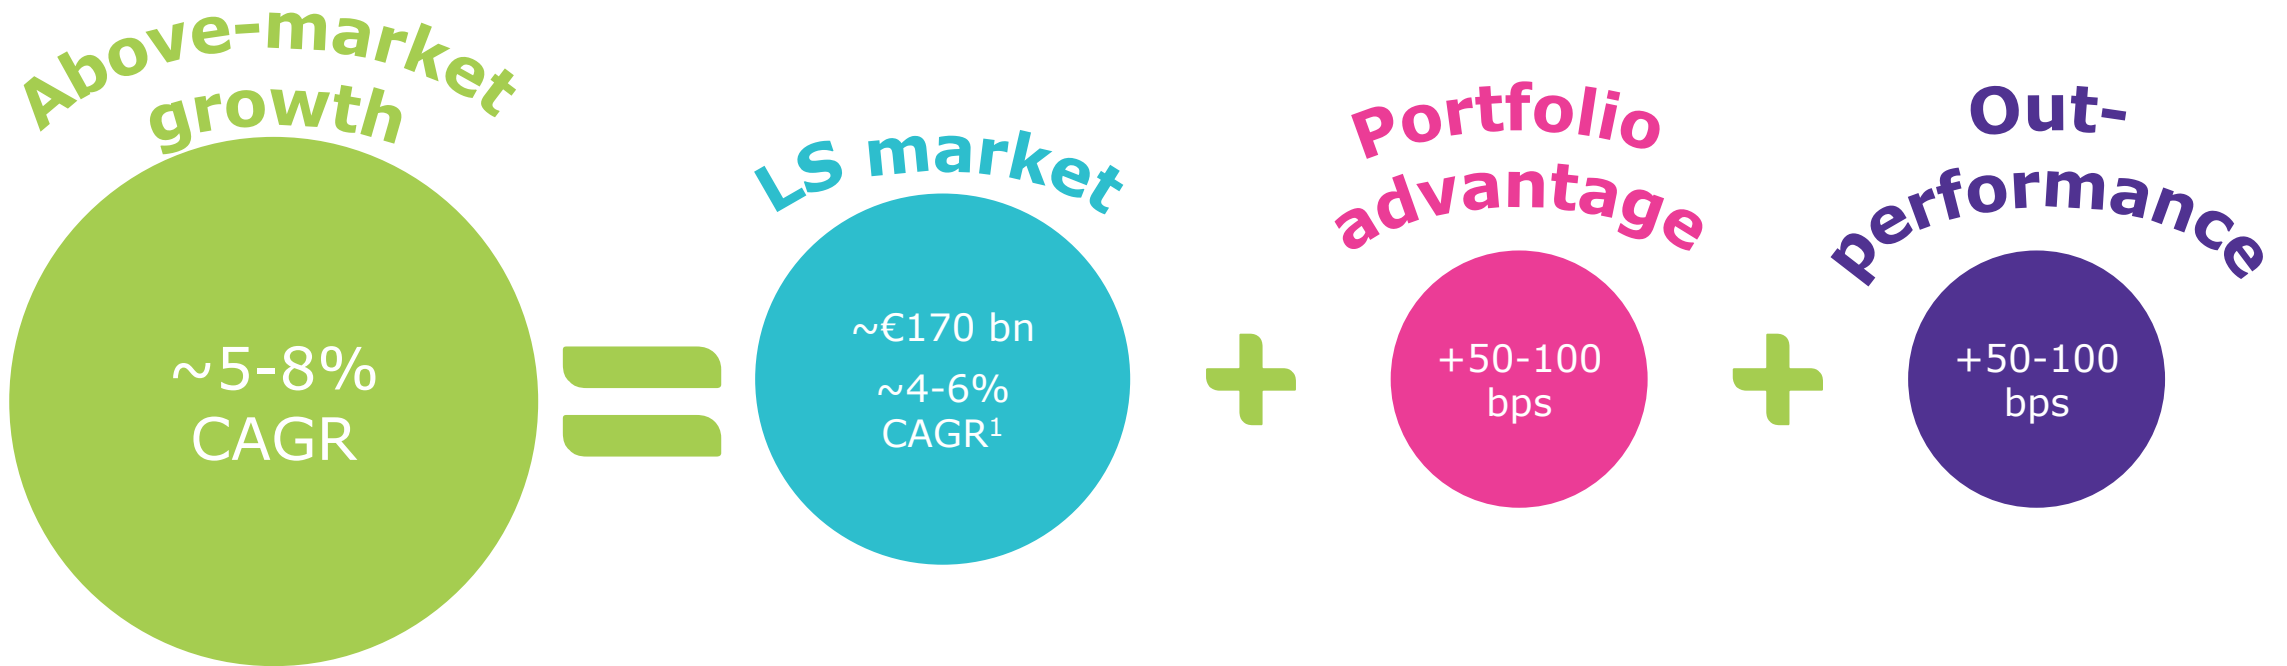 Above-market
growth
~5-8%
CAGR
LS market
~€170 bn
~4-6%
CAGR¹
+
Portfolio
advantage
+50-100
bps
+
Out-
performance
+50-100
bps